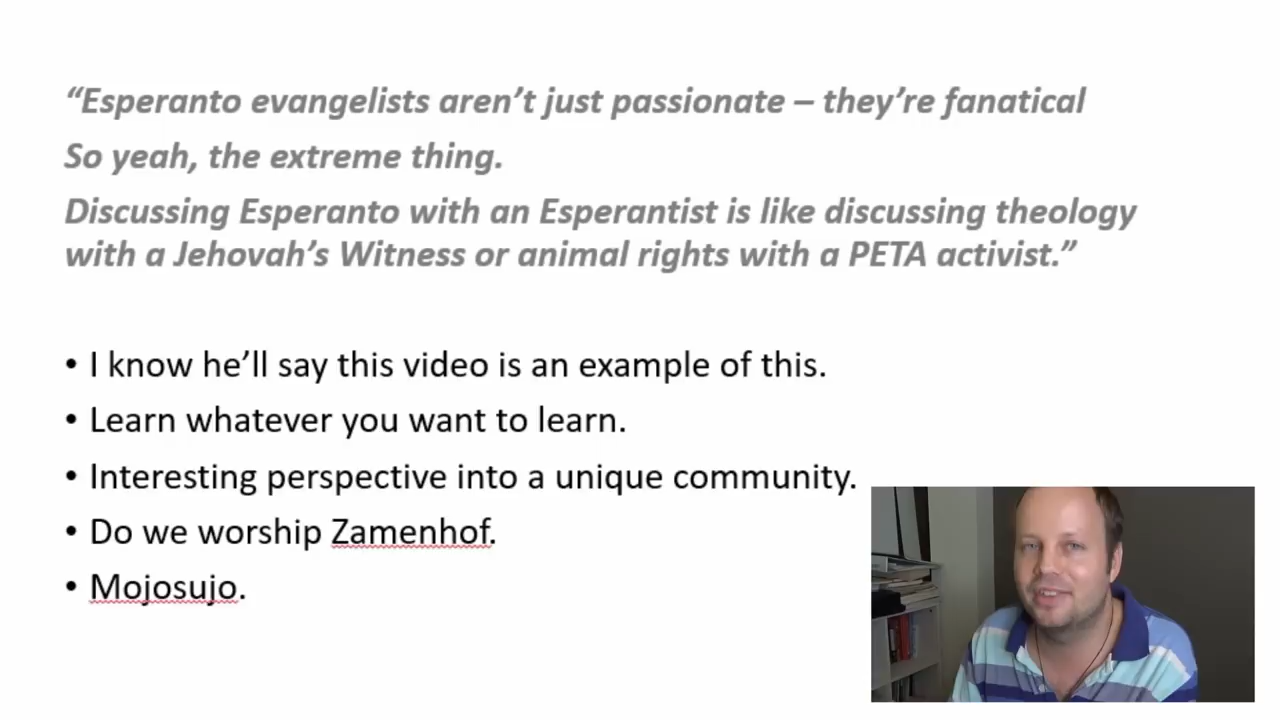 “Esperanto evangelists aren’t just passionate – they’re fanatical
So yeah, the extreme thing.
Discussing Esperanto with an Esperantist is like discussing theology
with a Jehovah’s Witness or animal rights with a PETA activist.”
• I know he’ll say this video is an example of this.
• Learn whatever you want to learn.
• Interesting perspective into a unique community.
• Do we worship Zamenhof.
• Mojosujo.